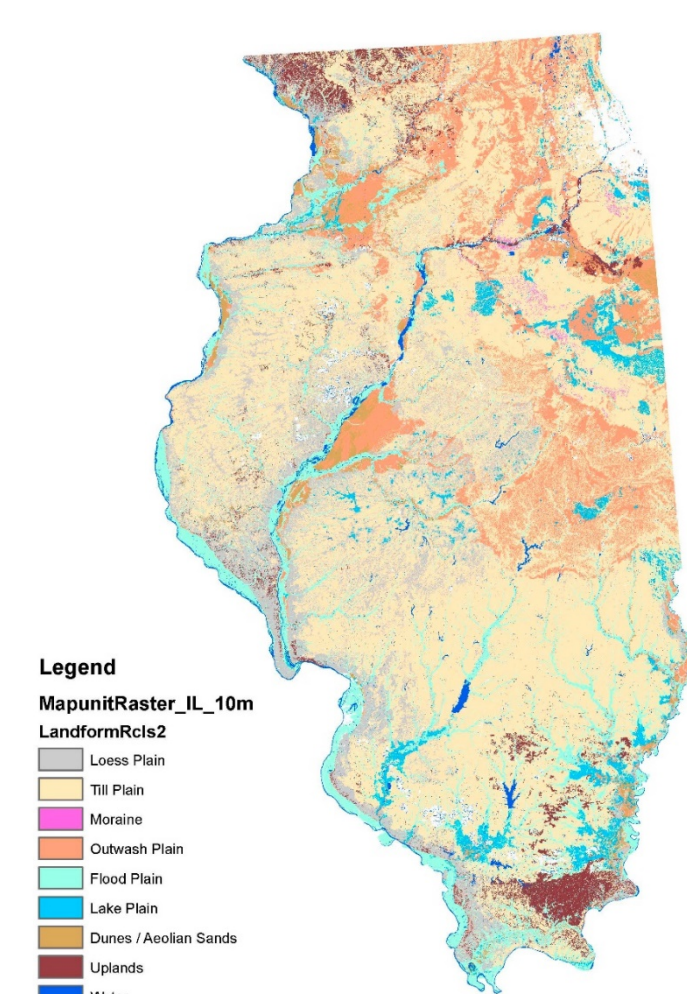 Legend
MapunitRaster_IL_10m
LandformRcls2
Loess Plain
Till Plain
Moraine
Outwash Plain
Flood Plain
Lake Plain
Dunes / Aeolian Sands
Uplands